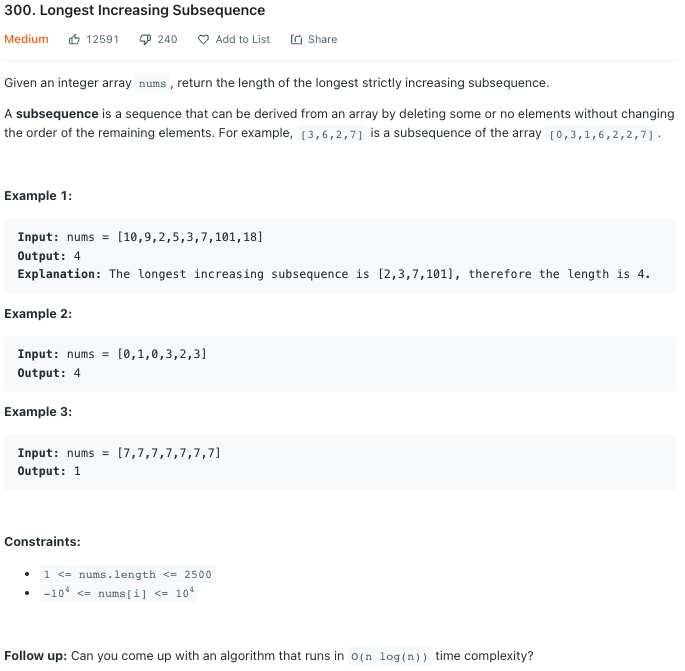 300. Longest Increasing Subsequence
Medium 12591 240 Add to List Share
Given an integer array nums , return the length of the longest strictly increasing subsequence.
A subsequence is a sequence that can be derived from an array by deleting some or no elements without changing
the order of the remaining elements. For example, [3,6,2,7] is a subsequence of the array [0,3,1,6,2,2,7] .
Example 1:
Input: nums = [10,9,2,5,3,7,101,18]
Output: 4
Explanation: The longest increasing subsequence is [2,3,7,101], therefore the length is 4.
Example 2:
Input: nums = [0,1,0,3,2,3]
Output: 4
Example 3:
Input: nums = [7,7,7,7,7,7,7]
Output: 1
Constraints:
• 1 <= nums.length <= 2500
• -10⁴ <= nums[i] <= 10⁴
Follow up: Can you come up with an algorithm that runs in O(n log(n)) time complexity?